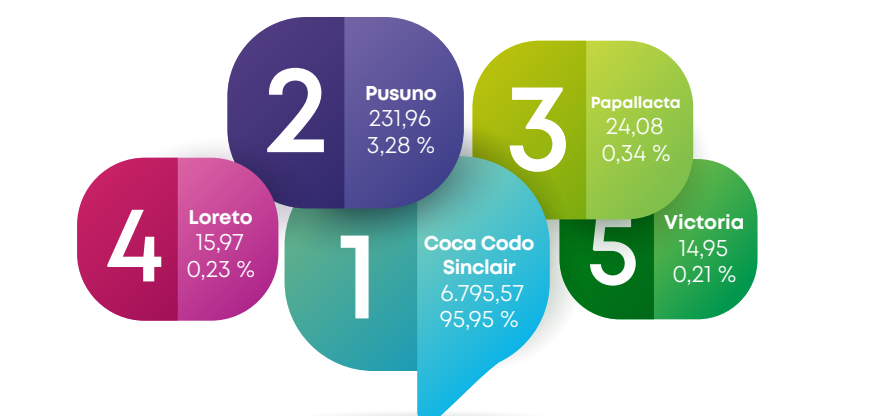 2
Pusuno
231,96
3,28 %
3
Papallacta
24,08
0,34 %
4
Loreto
15,97
0,23 %
1
Coca Codo
Sinclair
6.795,57
95,95 %
5
Victoria
14,95
0,21 %